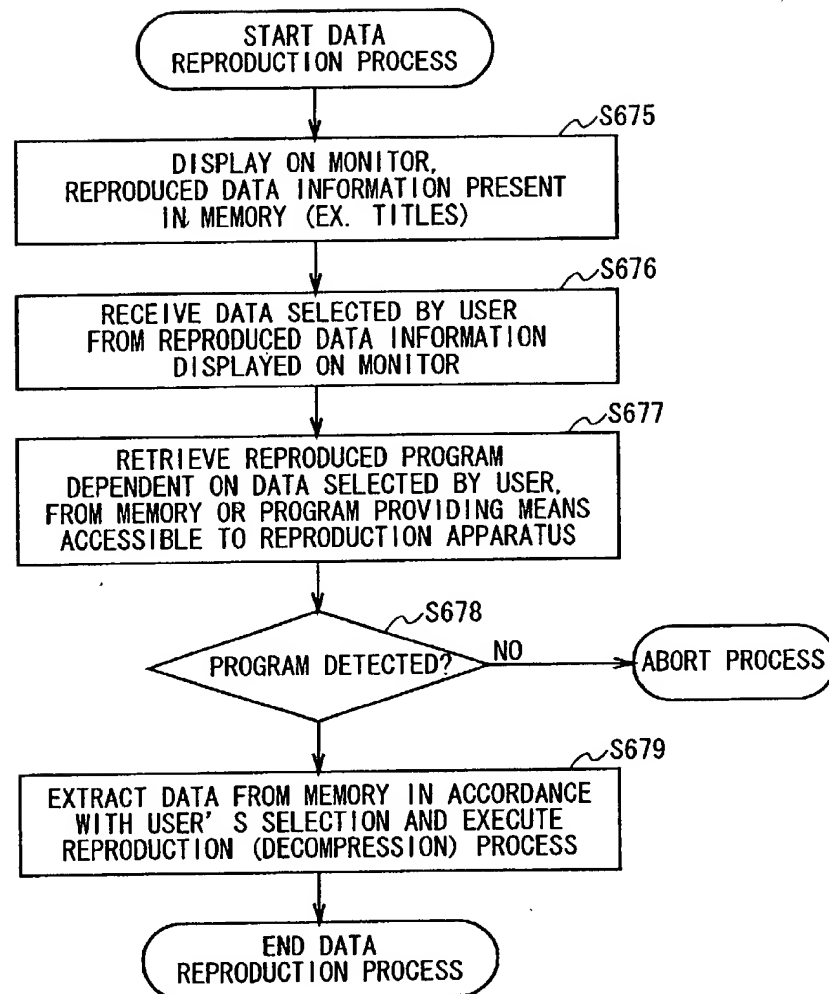 START DATA
REPRODUCTION PROCESS
S675
DISPLAY ON MONITOR,
REPRODUCED DATA INFORMATION PRESENT
IN MEMORY (EX. TITLES)
S676
RECEIVE DATA SELECTED BY USER
FROM REPRODUCED DATA INFORMATION
DISPLAYED ON MONITOR
S677
RETRIEVE REPRODUCED PROGRAM
DEPENDENT ON DATA SELECTED BY USER,
FROM MEMORY OR PROGRAM PROVIDING MEANS
ACCESSIBLE TO REPRODUCTION APPARATUS
S678
PROGRAM DETECTED?
NO
ABORT PROCESS
S679
EXTRACT DATA FROM MEMORY IN ACCORDANCE
WITH USER' S SELECTION AND EXECUTE
REPRODUCTION (DECOMPRESSION) PROCESS
END DATA
REPRODUCTION PROCESS